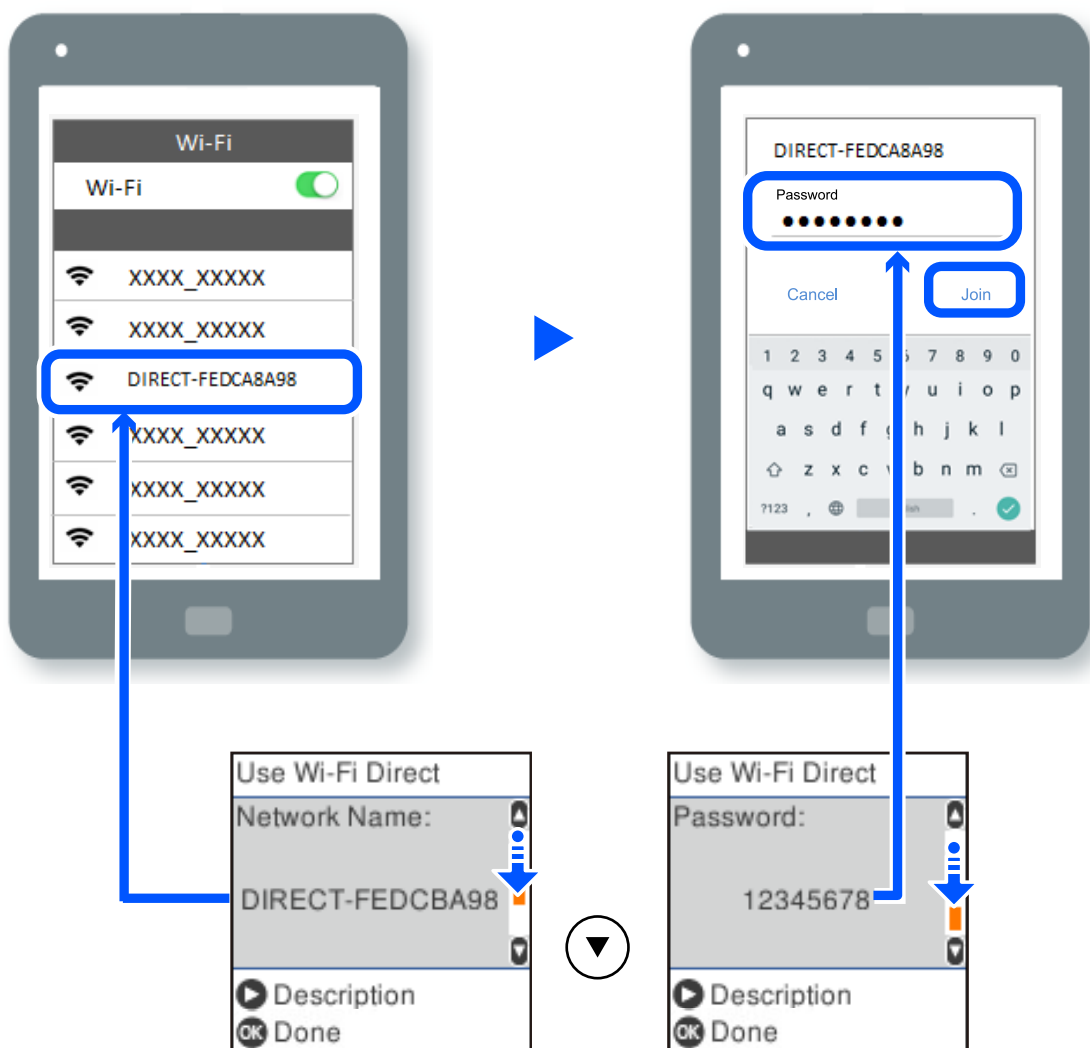 Wi-Fi
Wi-Fi
XXXX_XXXXX
XXXX_XXXXX
DIRECT-FEDCA8A98
XXXX_XXXXX
XXXX_XXXXX
XXXX_XXXXX
DIRECT-FEDCA8A98
Password
Cancel Join
1 2 3 4 5 7 8 9 0
q w e r t u i o p
a s d f g h j k l
z x c b n m
?123 , .
Use Wi-Fi Direct
Network Name:
DIRECT-FEDCBA98
Description
OK Done
Use Wi-Fi Direct
Password:
12345678
Description
OK Done